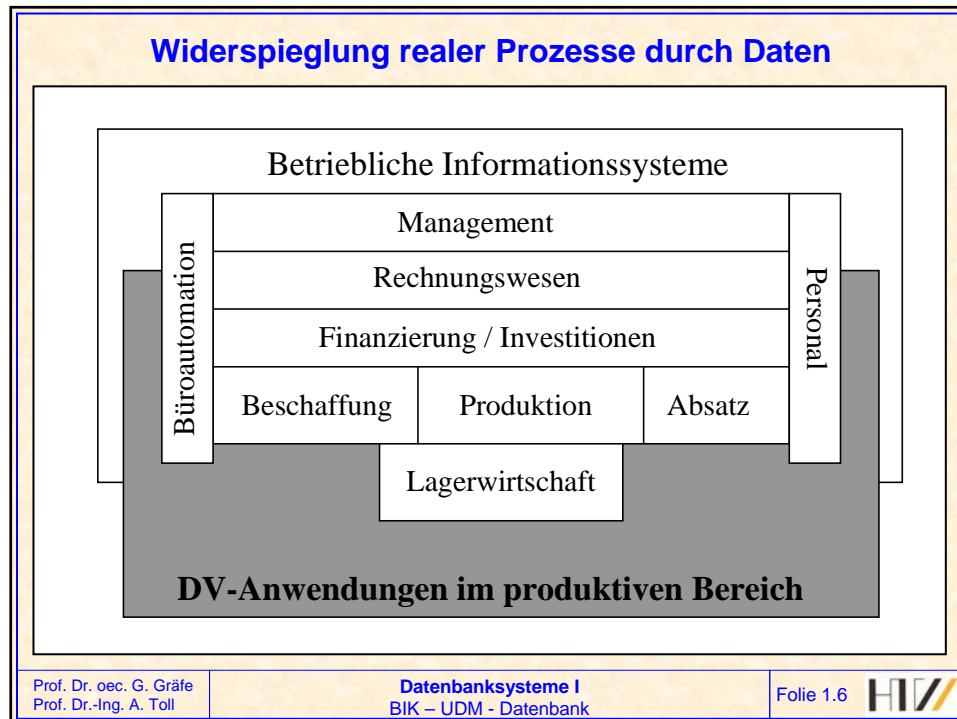 Widerspieglung realer Prozesse durch Daten
Betriebliche Informationssysteme
Büroautomation
Management
Rechnungswesen
Finanzierung / Investitionen
Beschaffung
Produktion
Absatz
Personal
Lagerwirtschaft
DV-Anwendungen im produktiven Bereich
Prof. Dr. oec. G. Gräfe
Prof. Dr.-Ing. A. Toll
Datenbanksysteme I
BIK – UDM - Datenbank
Folie 1.6
HTW